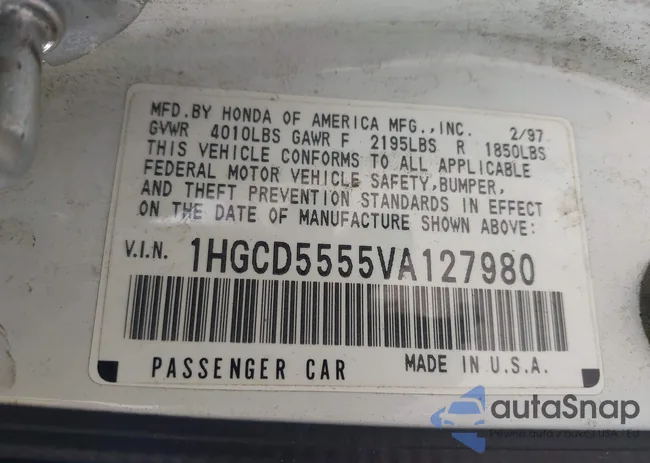 MFD.BY HONDA OF AMERICA MFG.,INC. 2/97
GVWR 4010LBS GAWR F 2195LBS R 1850LBS
THIS VEHICLE CONFORMS TO ALL APPLICABLE
FEDERAL MOTOR VEHICLE SAFETY,BUMPER,
AND THEFT PREVENTION STANDARDS IN EFFECT
ON THE DATE OF MANUFACTURE SHOWN ABOVE:
V.I.N. 1HGCD5555VA127980
PASSENGER CAR MADE IN U.S.A.
autaSnap